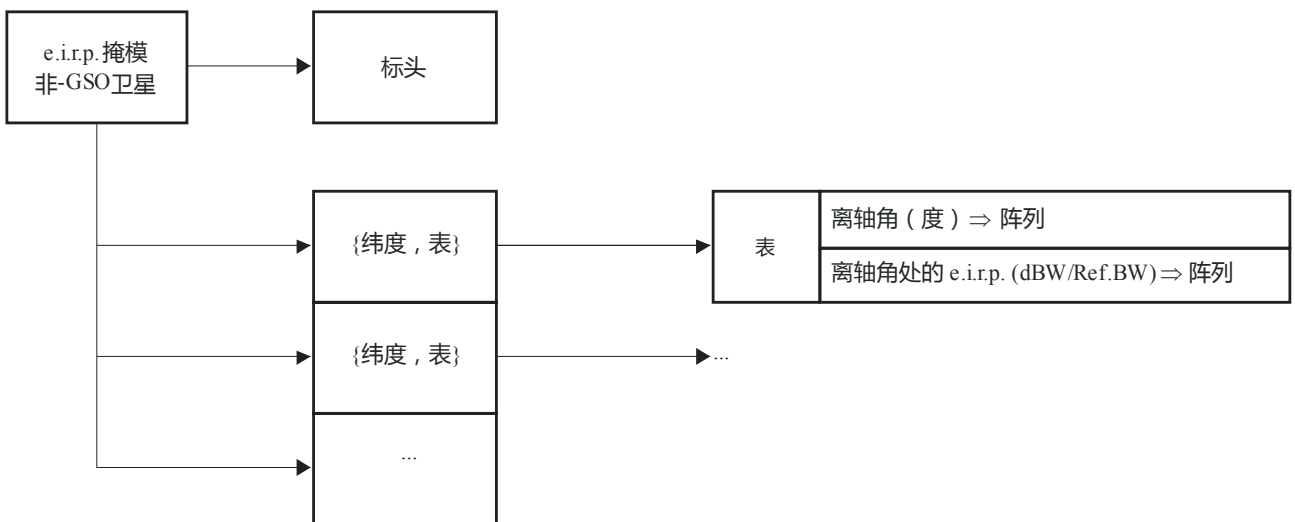 e.i.r.p. 掩模
非-GSO卫星
标头
{纬度，表}
表
离轴角（度）⇒ 阵列
离轴角处的 e.i.r.p. (dBW/Ref.BW) ⇒ 阵列
{纬度，表}
...
...